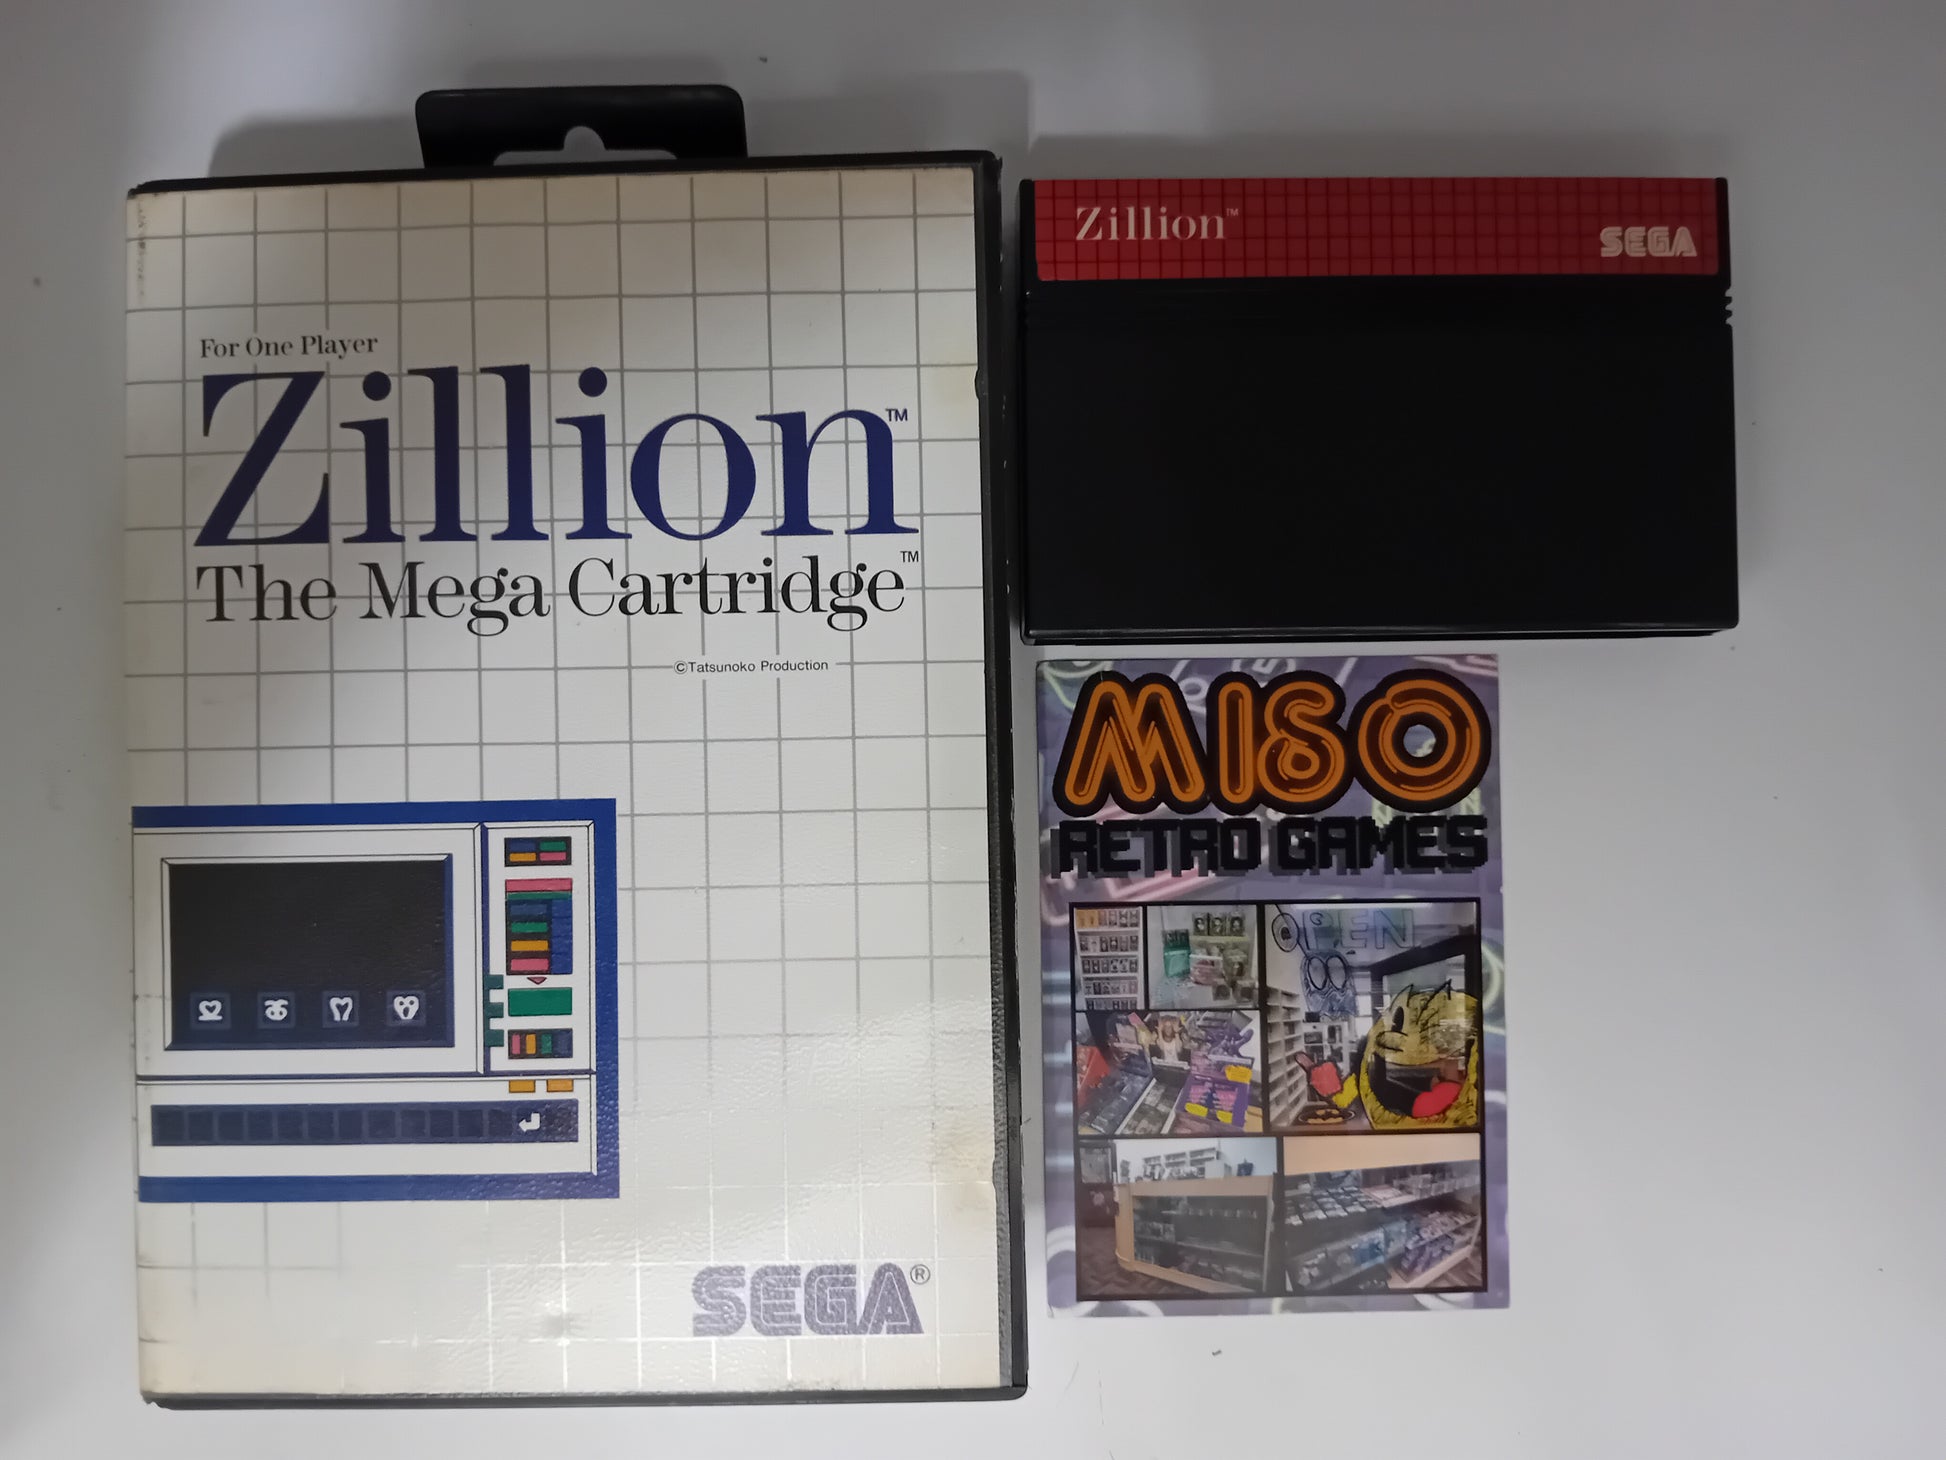 For One Player
Zillion™
The Mega Cartridge™
©Tatsunoko Production
SEGA®
Zillion™
SEGA
MISO
RETRO GAMES
OPEN